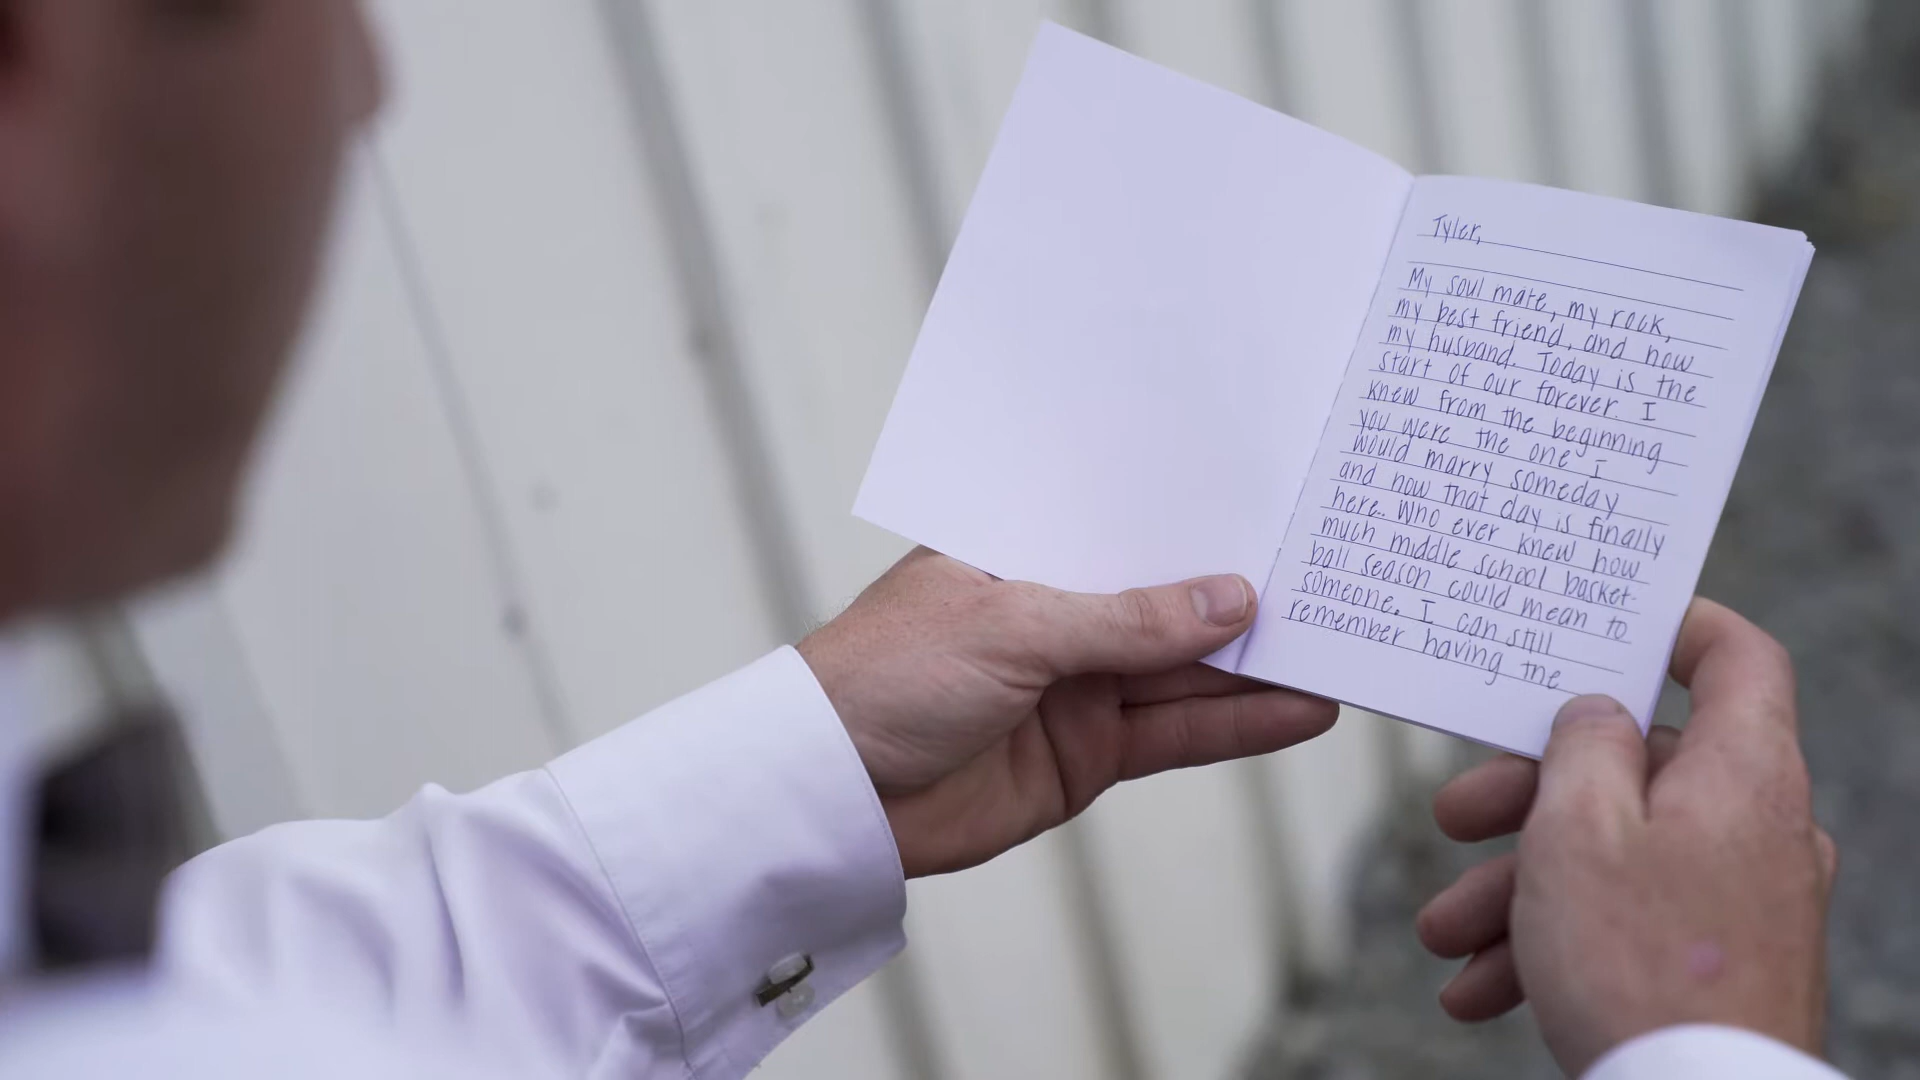 Tyler,
My soul mate, my rock,
my best friend, and now
my husband. Today is the
start of our forever. I
knew from the beginning
you were the one I
would marry someday
and now that day is finally
here.. Who ever knew how
much middle school basket-
ball season could mean to
someone. I can still
remember having the